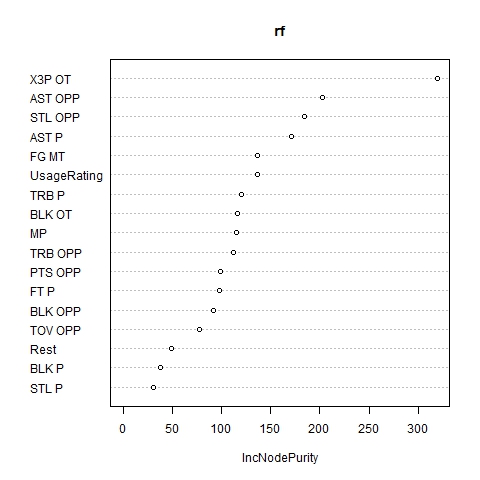 rf
X3P OT
AST OPP
STL OPP
AST P
FG MT
UsageRating
TRB P
BLK OT
MP
TRB OPP
PTS OPP
FT P
BLK OPP
TOV OPP
Rest
BLK P
STL P
0 50 100 150 200 250 300
IncNodePurity